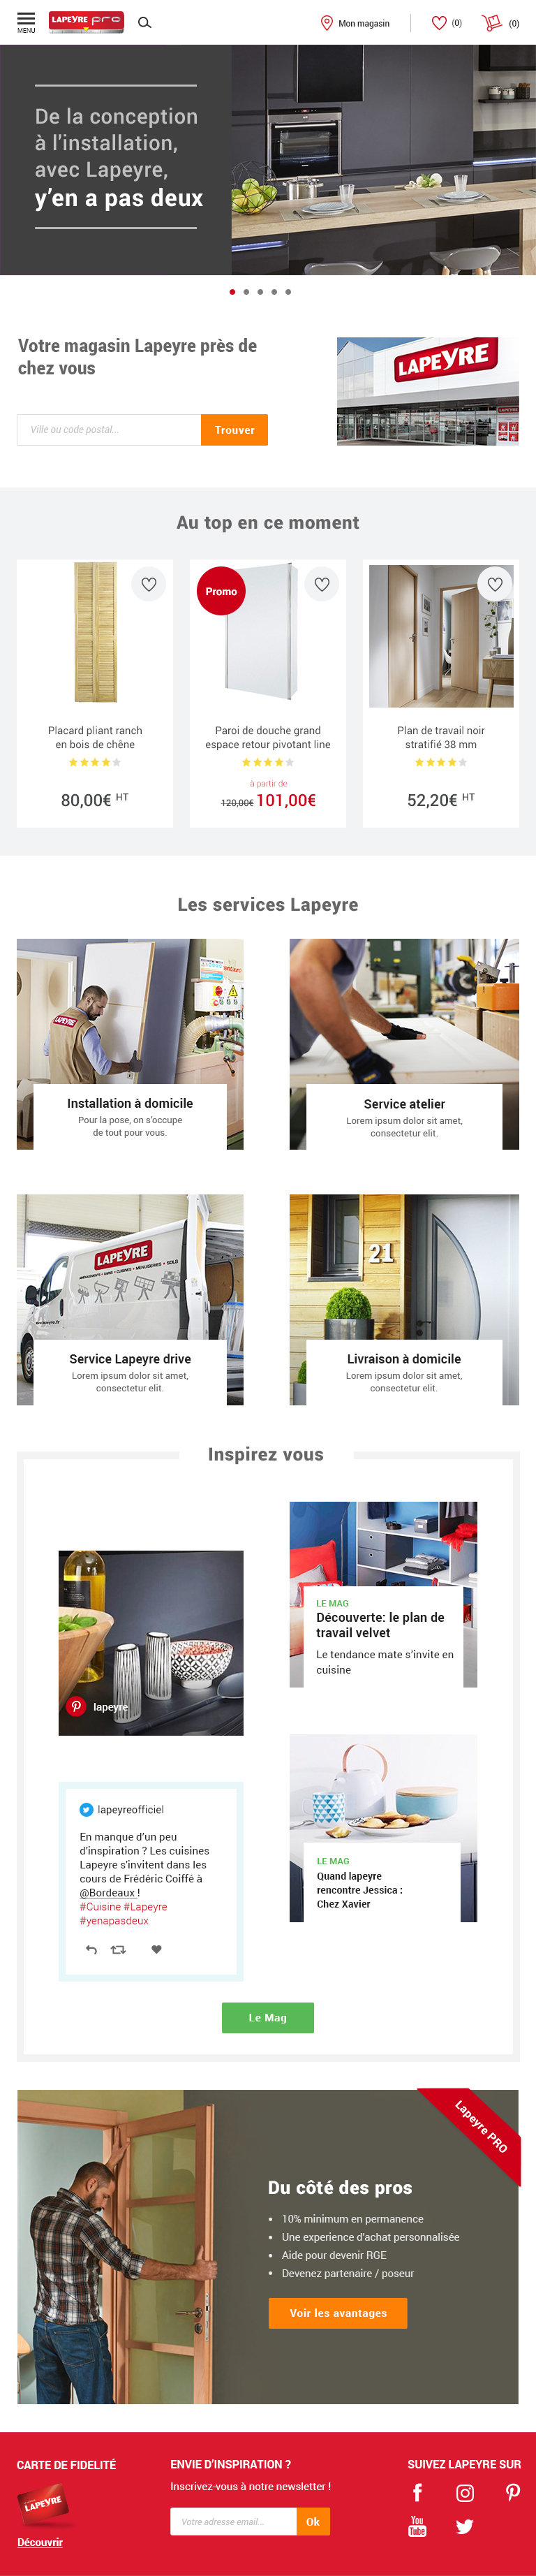 MENU
LAPEYRE pro
Mon magasin
(0)
(0)
De la conception
à l'installation,
avec Lapeyre,
y'en a pas deux
Votre magasin Lapeyre près de
chez vous
Ville ou code postal...
Trouver
LAPEYRE
LAPEYRE
Au top en ce moment
Promo
Placard pliant ranch
en bois de chêne
80,00€ HT
Paroi de douche grand
espace retour pivotant line
à partir de
120,00€ 101,00€
Plan de travail noir
stratifié 38 mm
52,20€ HT
Les services Lapeyre
LAPEYRE
Installation à domicile
Pour la pose, on s'occupe
de tout pour vous.
Service atelier
Lorem ipsum dolor sit amet,
consectetur elit.
LAPEYRE
Service Lapeyre drive
Lorem ipsum dolor sit amet,
consectetur elit.
21
Livraison à domicile
Lorem ipsum dolor sit amet,
consectetur elit.
Inspirez vous
lapeyre
LE MAG
Découverte: le plan de
travail velvet
Le tendance mate s'invite en
cuisine
lapeyreofficiel
En manque d'un peu
d'inspiration ? Les cuisines
Lapeyre s'invitent dans les
cours de Frédéric Coiffé à
@Bordeaux !
#Cuisine #Lapeyre
#yenapasdeux
LE MAG
Quand lapeyre
rencontre Jessica :
Chez Xavier
Le Mag
Lapeyre PRO
Du côté des pros
• 10% minimum en permanence
• Une experience d'achat personnalisée
• Aide pour devenir RGE
• Devenez partenaire / poseur
Voir les avantages
CARTE DE FIDELITÉ
LAPEYRE
Découvrir
ENVIE D'INSPIRATION ?
Inscrivez-vous à notre newsletter !
Votre adresse email...
Ok
SUIVEZ LAPEYRE SUR
You
Tube